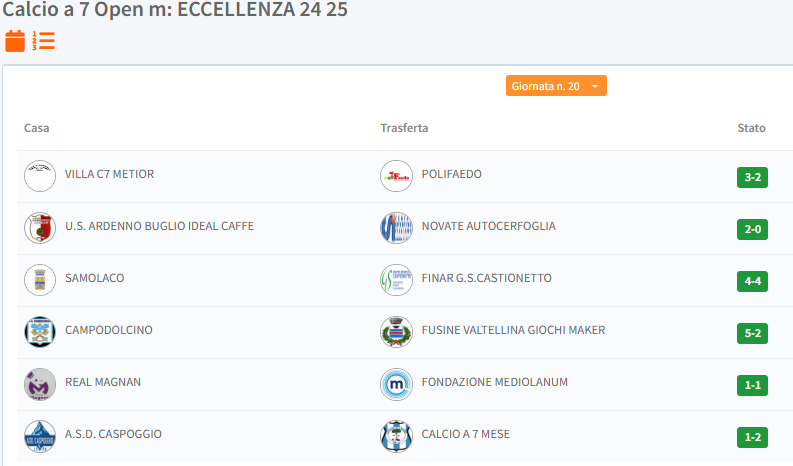 Calcio a 7 Open m: ECCELLENZA 24 25
Giornata n. 20
Casa Trasferta Stato
VILLA C7 METIOR POLIFAEDO 3-2
U.S. ARDENNO BUGLIO IDEAL CAFFE NOVATE AUTOCERFOGLIA 2-0
SAMOLACO FINAR G.S.CASTIONETTO 4-4
CAMPODOLCINO FUSINE VALTELLINA GIOCHI MAKER 5-2
REAL MAGNAN FONDAZIONE MEDIOLANUM 1-1
A.S.D. CASPOGGIO CALCIO A 7 MESE 1-2